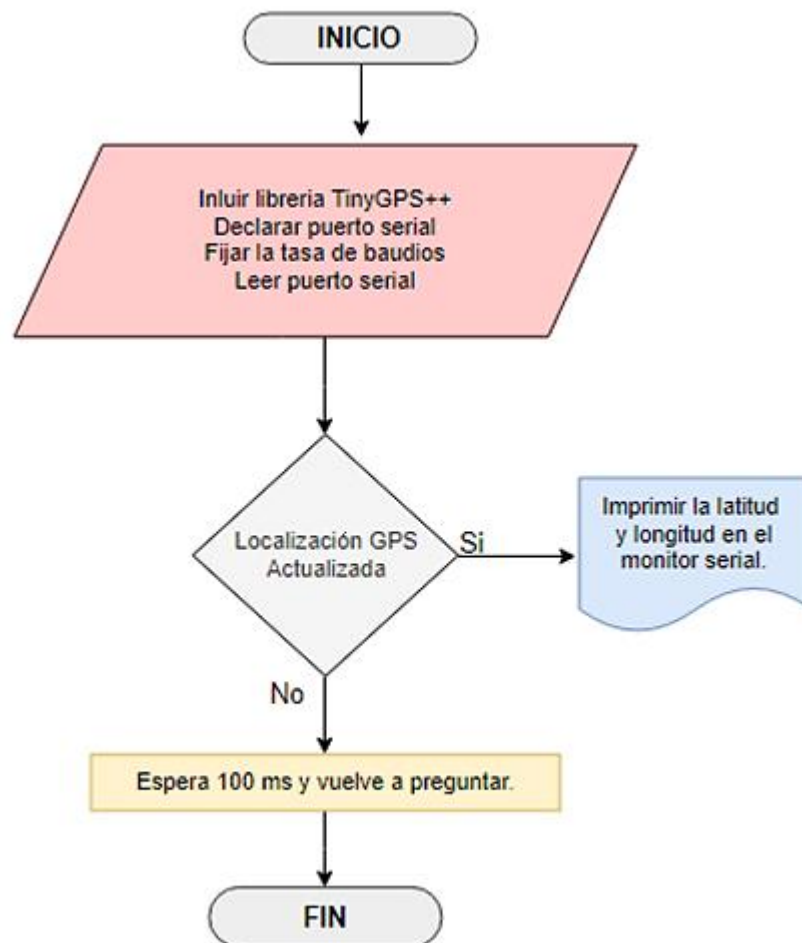 INICIO
Inluir libreria TinyGPS++
Declarar puerto serial
Fijar la tasa de baudios
Leer puerto serial
Localización GPS
Actualizada
Si
Imprimir la latitud
y longitud en el
monitor serial.
No
Espera 100 ms y vuelve a preguntar.
FIN